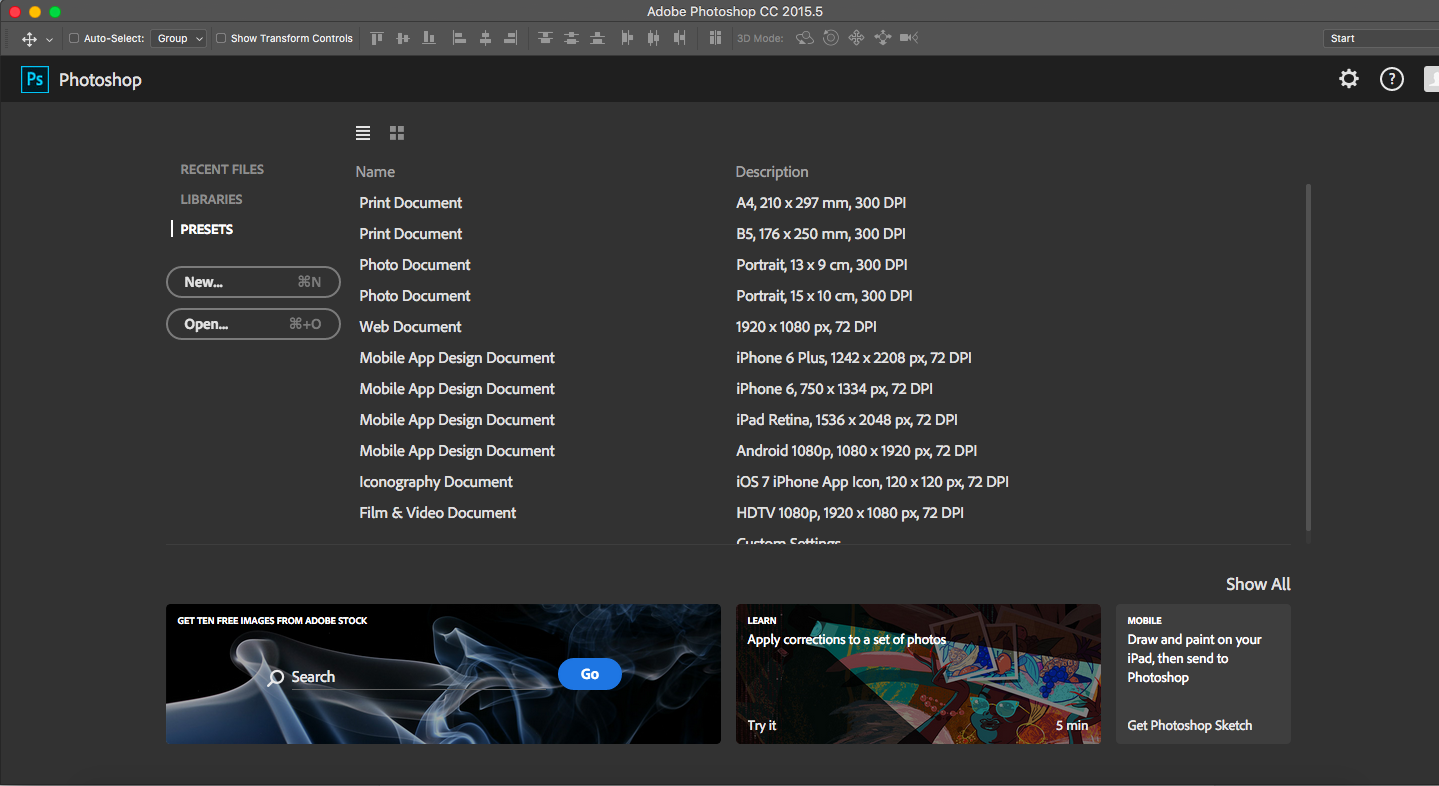 Adobe Photoshop CC 2015.5
Auto-Select: Group Show Transform Controls 3D Mode: Start
Ps Photoshop
?
RECENT FILES
LIBRARIES
PRESETS
New... ⌘N
Open... ⌘+O
Name Description
Print Document A4, 210 x 297 mm, 300 DPI
Print Document B5, 176 x 250 mm, 300 DPI
Photo Document Portrait, 13 x 9 cm, 300 DPI
Photo Document Portrait, 15 x 10 cm, 300 DPI
Web Document 1920 x 1080 px, 72 DPI
Mobile App Design Document iPhone 6 Plus, 1242 x 2208 px, 72 DPI
Mobile App Design Document iPhone 6, 750 x 1334 px, 72 DPI
Mobile App Design Document iPad Retina, 1536 x 2048 px, 72 DPI
Mobile App Design Document Android 1080p, 1080 x 1920 px, 72 DPI
Iconography Document iOS 7 iPhone App Icon, 120 x 120 px, 72 DPI
Film & Video Document HDTV 1080p, 1920 x 1080 px, 72 DPI
Custom Settings
Show All
GET TEN FREE IMAGES FROM ADOBE STOCK
Search
Go
LEARN
Apply corrections to a set of photos
Try it 5 min
MOBILE
Draw and paint on your
iPad, then send to
Photoshop
Get Photoshop Sketch